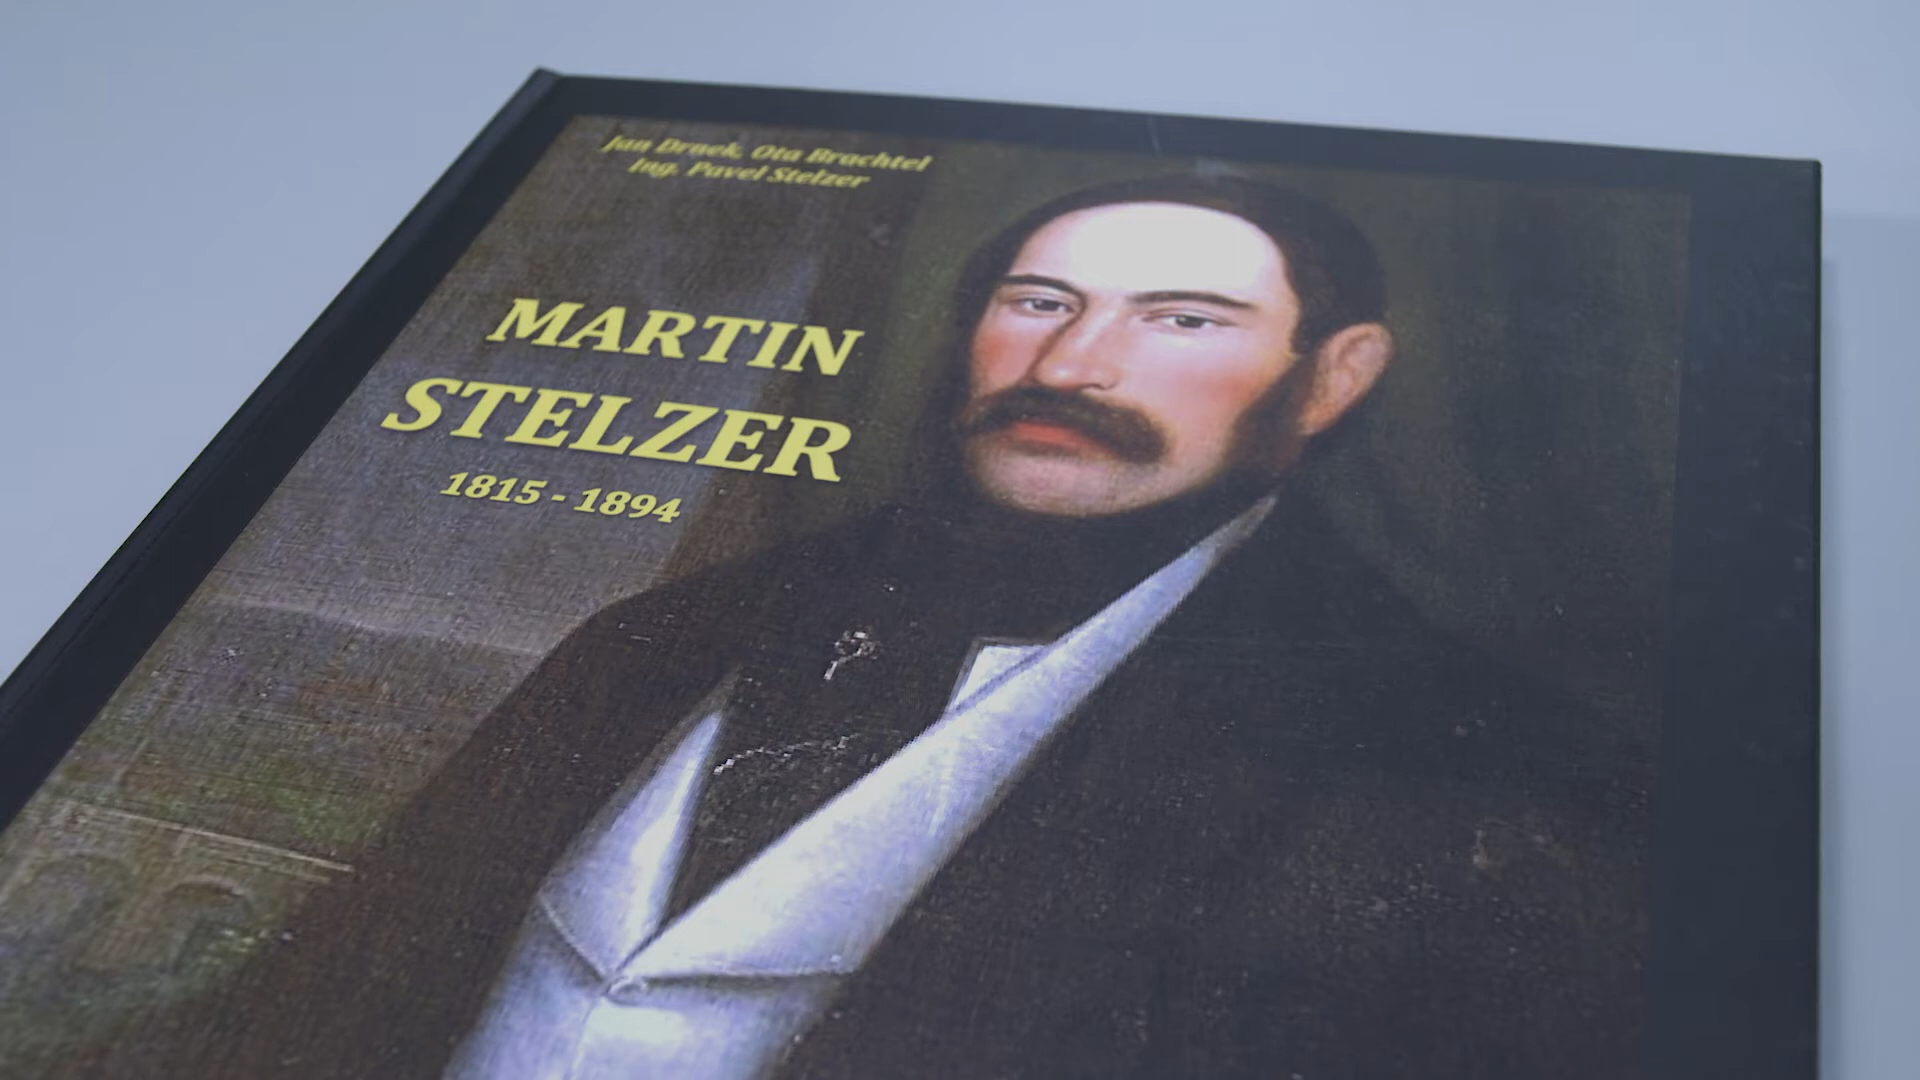 Jan Drnek, Ota Brachtel
Ing. Pavel Stelzer
MARTIN
STELZER
1815 - 1894